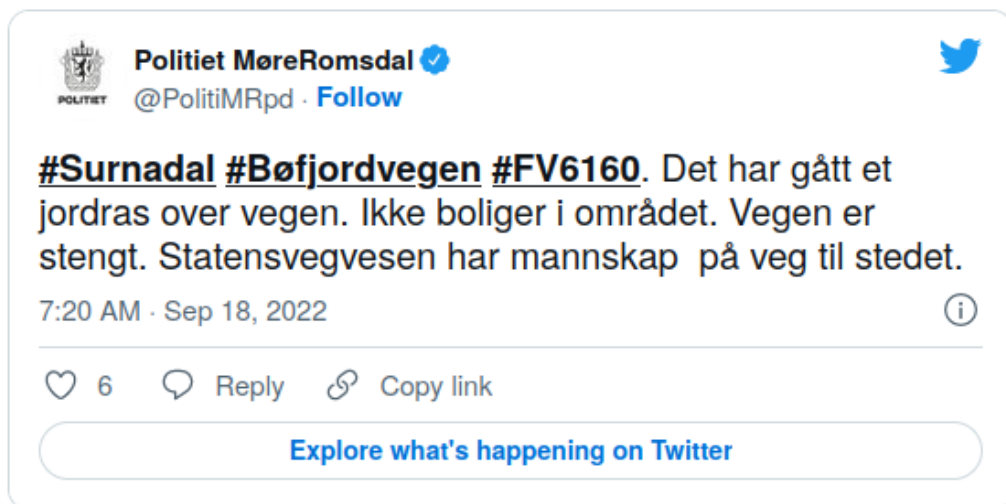 POLITIET
Politiet MøreRomsdal
@PolitiMRpd · Follow
#Surnadal #Bøfjordvegen #FV6160. Det har gått et
jordras over vegen. Ikke boliger i området. Vegen er
stengt. Statensvegvesen har mannskap  på veg til stedet.
7:20 AM · Sep 18, 2022
6 Reply Copy link
Explore what's happening on Twitter